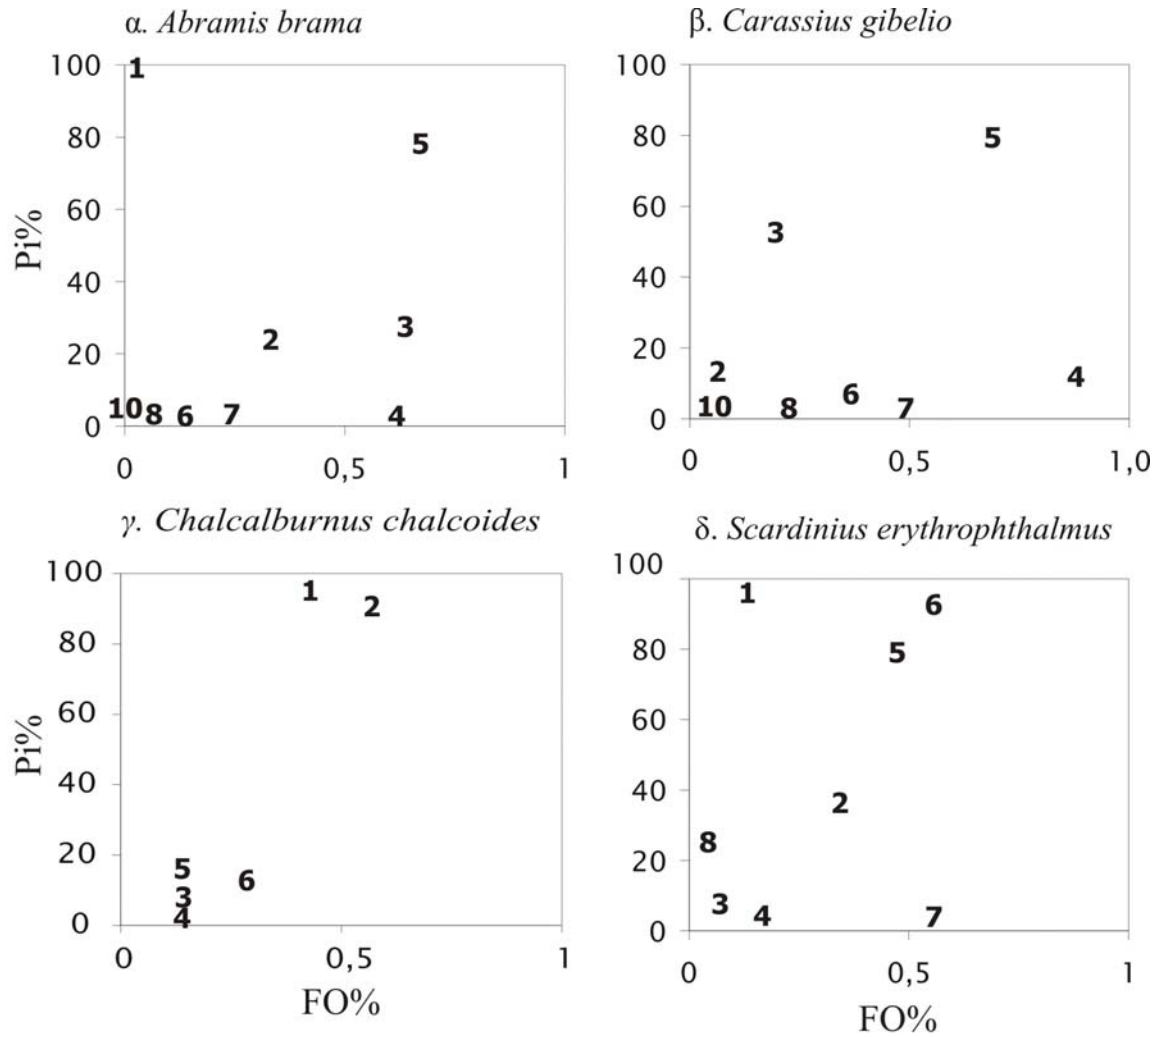 α. Abramis brama
100
80
60
40
20
0
Pi%
1
5
2
3
10 8 6 7 4
0 0,5 1
β. Carassius gibelio
100
80
60
40
20
0
5
3
2
10 8 6 7 4
0 0,5 1,0
γ. Chalcalburnus chalcoides
100
80
60
40
20
0
Pi%
1 2
5
3
4
6
0 0,5 1
FO%
δ. Scardinius erythrophthalmus
100
80
60
40
20
0
1 6
5
2
8
3 4 7
0 0,5 1
FO%